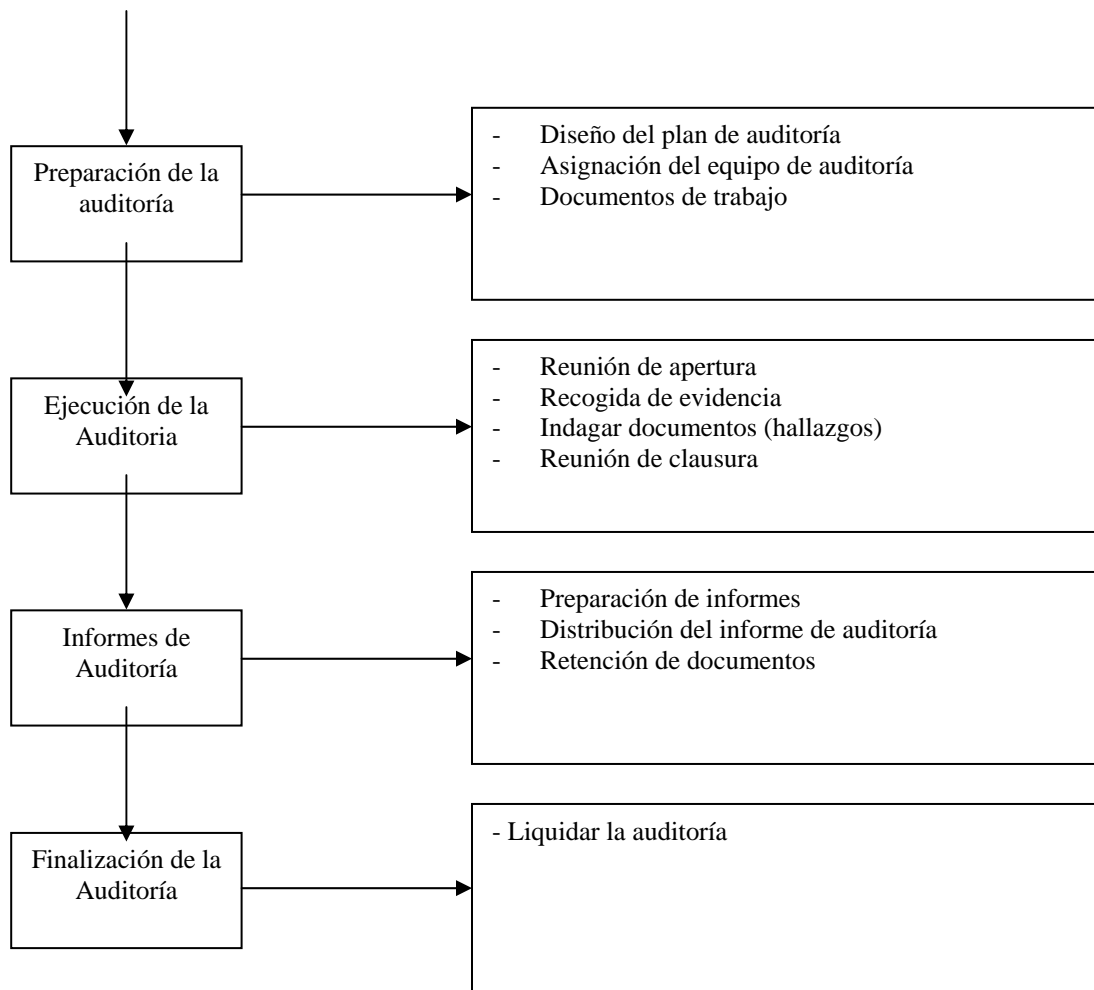 Preparación de la
auditoría
- Diseño del plan de auditoría
- Asignación del equipo de auditoría
- Documentos de trabajo
Ejecución de la
Auditoria
- Reunión de apertura
- Recogida de evidencia
- Indagar documentos (hallazgos)
- Reunión de clausura
Informes de
Auditoría
- Preparación de informes
- Distribución del informe de auditoría
- Retención de documentos
Finalización de la
Auditoría
- Liquidar la auditoría